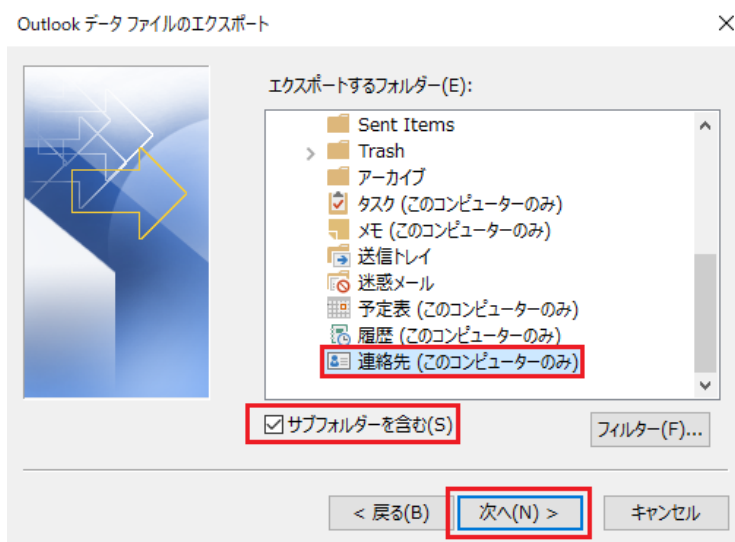 Outlook データ ファイルのエクスポート
エクスポートするフォルダー(E):
Sent Items
Trash
アーカイブ
タスク (このコンピューターのみ)
メモ (このコンピューターのみ)
送信トレイ
迷惑メール
予定表 (このコンピューターのみ)
履歴 (このコンピューターのみ)
連絡先 (このコンピューターのみ)
サブフォルダーを含む(S)
フィルター(F)...
< 戻る(B)
次へ(N) >
キャンセル